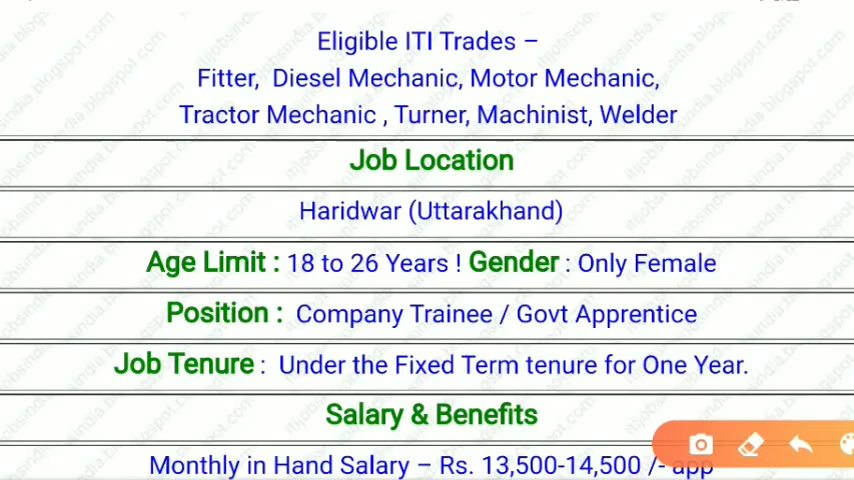 Eligible ITI Trades –
Fitter, Diesel Mechanic, Motor Mechanic,
Tractor Mechanic , Turner, Machinist, Welder
Job Location
Haridwar (Uttarakhand)
Age Limit : 18 to 26 Years ! Gender : Only Female
Position : Company Trainee / Govt Apprentice
Job Tenure : Under the Fixed Term tenure for One Year.
Salary & Benefits
Monthly in Hand Salary – Rs. 13,500-14,500 /- app